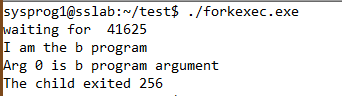 sysprog1@sslab:~/test$ ./forkexec.exe
waiting for  41625
I am the b program
Arg 0 is b program argument
The child exited 256